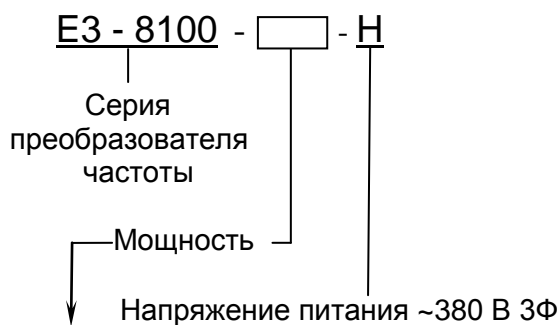 Е3 - 8100 - - Н
Серия
преобразователя
частоты
Мощность
Напряжение питания ~380 В 3Ф